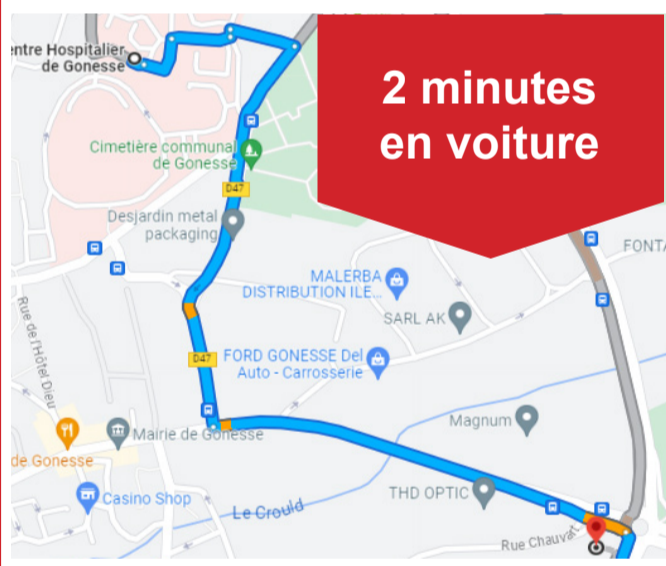 2 minutes
en voiture
entre Hospitalier
de Gonesse
Cimetière communal
de Gonesse
D47
Desjardin metal
packaging
FONTA
MALERBA
DISTRIBUTION ILE...
SARL AK
Rue de l'Hôtel Dieu
D47
FORD GONESSE Del
Auto - Carrosserie
Magnum
Mairie de Gonesse
de Gonesse
Casino Shop
THD OPTIC
Le Crould
Rue Chauvart